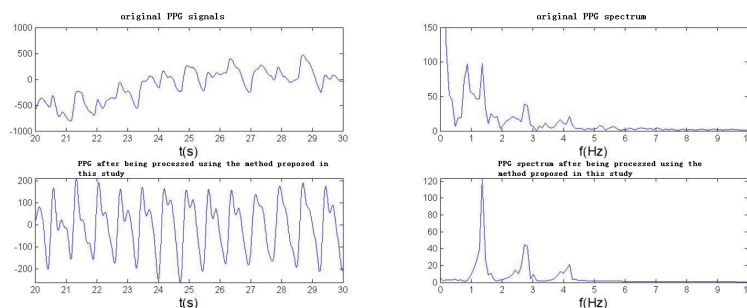 original PPG signals
1000
500
0
-500
-1000
20 21 22 23 24 25 26 27 28 29 30
t(s)
original PPG spectrum
150
100
50
0
0 1 2 3 4 5 6 7 8 9 10
f(Hz)
PPG after being processed using the method proposed in
this study
200
100
0
-100
-200
20 21 22 23 24 25 26 27 28 29 30
t(s)
PPG spectrum after being processed using the
method proposed in this study
120
100
80
60
40
20
0
0 1 2 3 4 5 6 7 8 9 10
f(Hz)